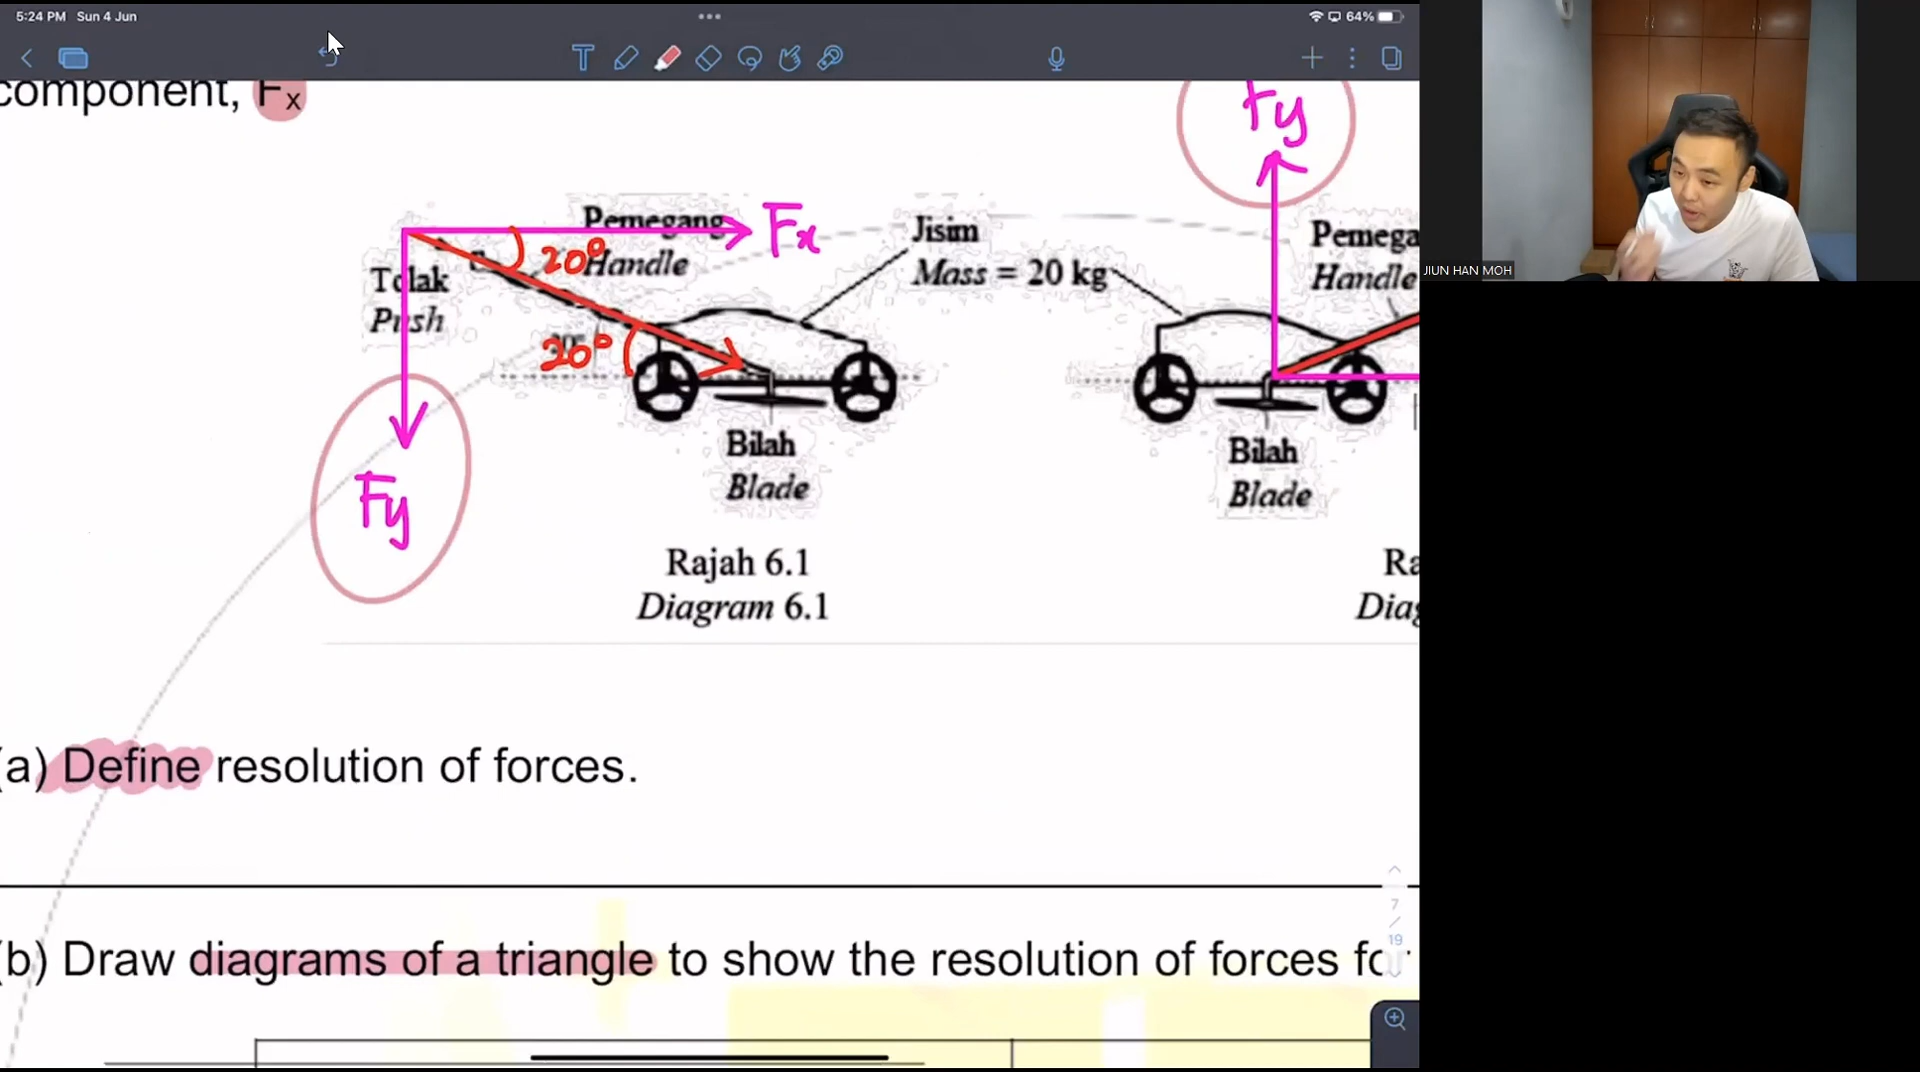 5:24 PM Sun 4 Jun
64%
component, Fx
Fy
Pemegang
Handle
Fx
20°
Tolak
Push
20°
Jisim
Mass = 20 kg
Pemega
Handle
JIUN HAN MOH
Fy
Bilah
Blade
Bilah
Blade
Rajah 6.1
Diagram 6.1
Ra
Diag
(a) Define resolution of forces.
7
/
19
(b) Draw diagrams of a triangle to show the resolution of forces for